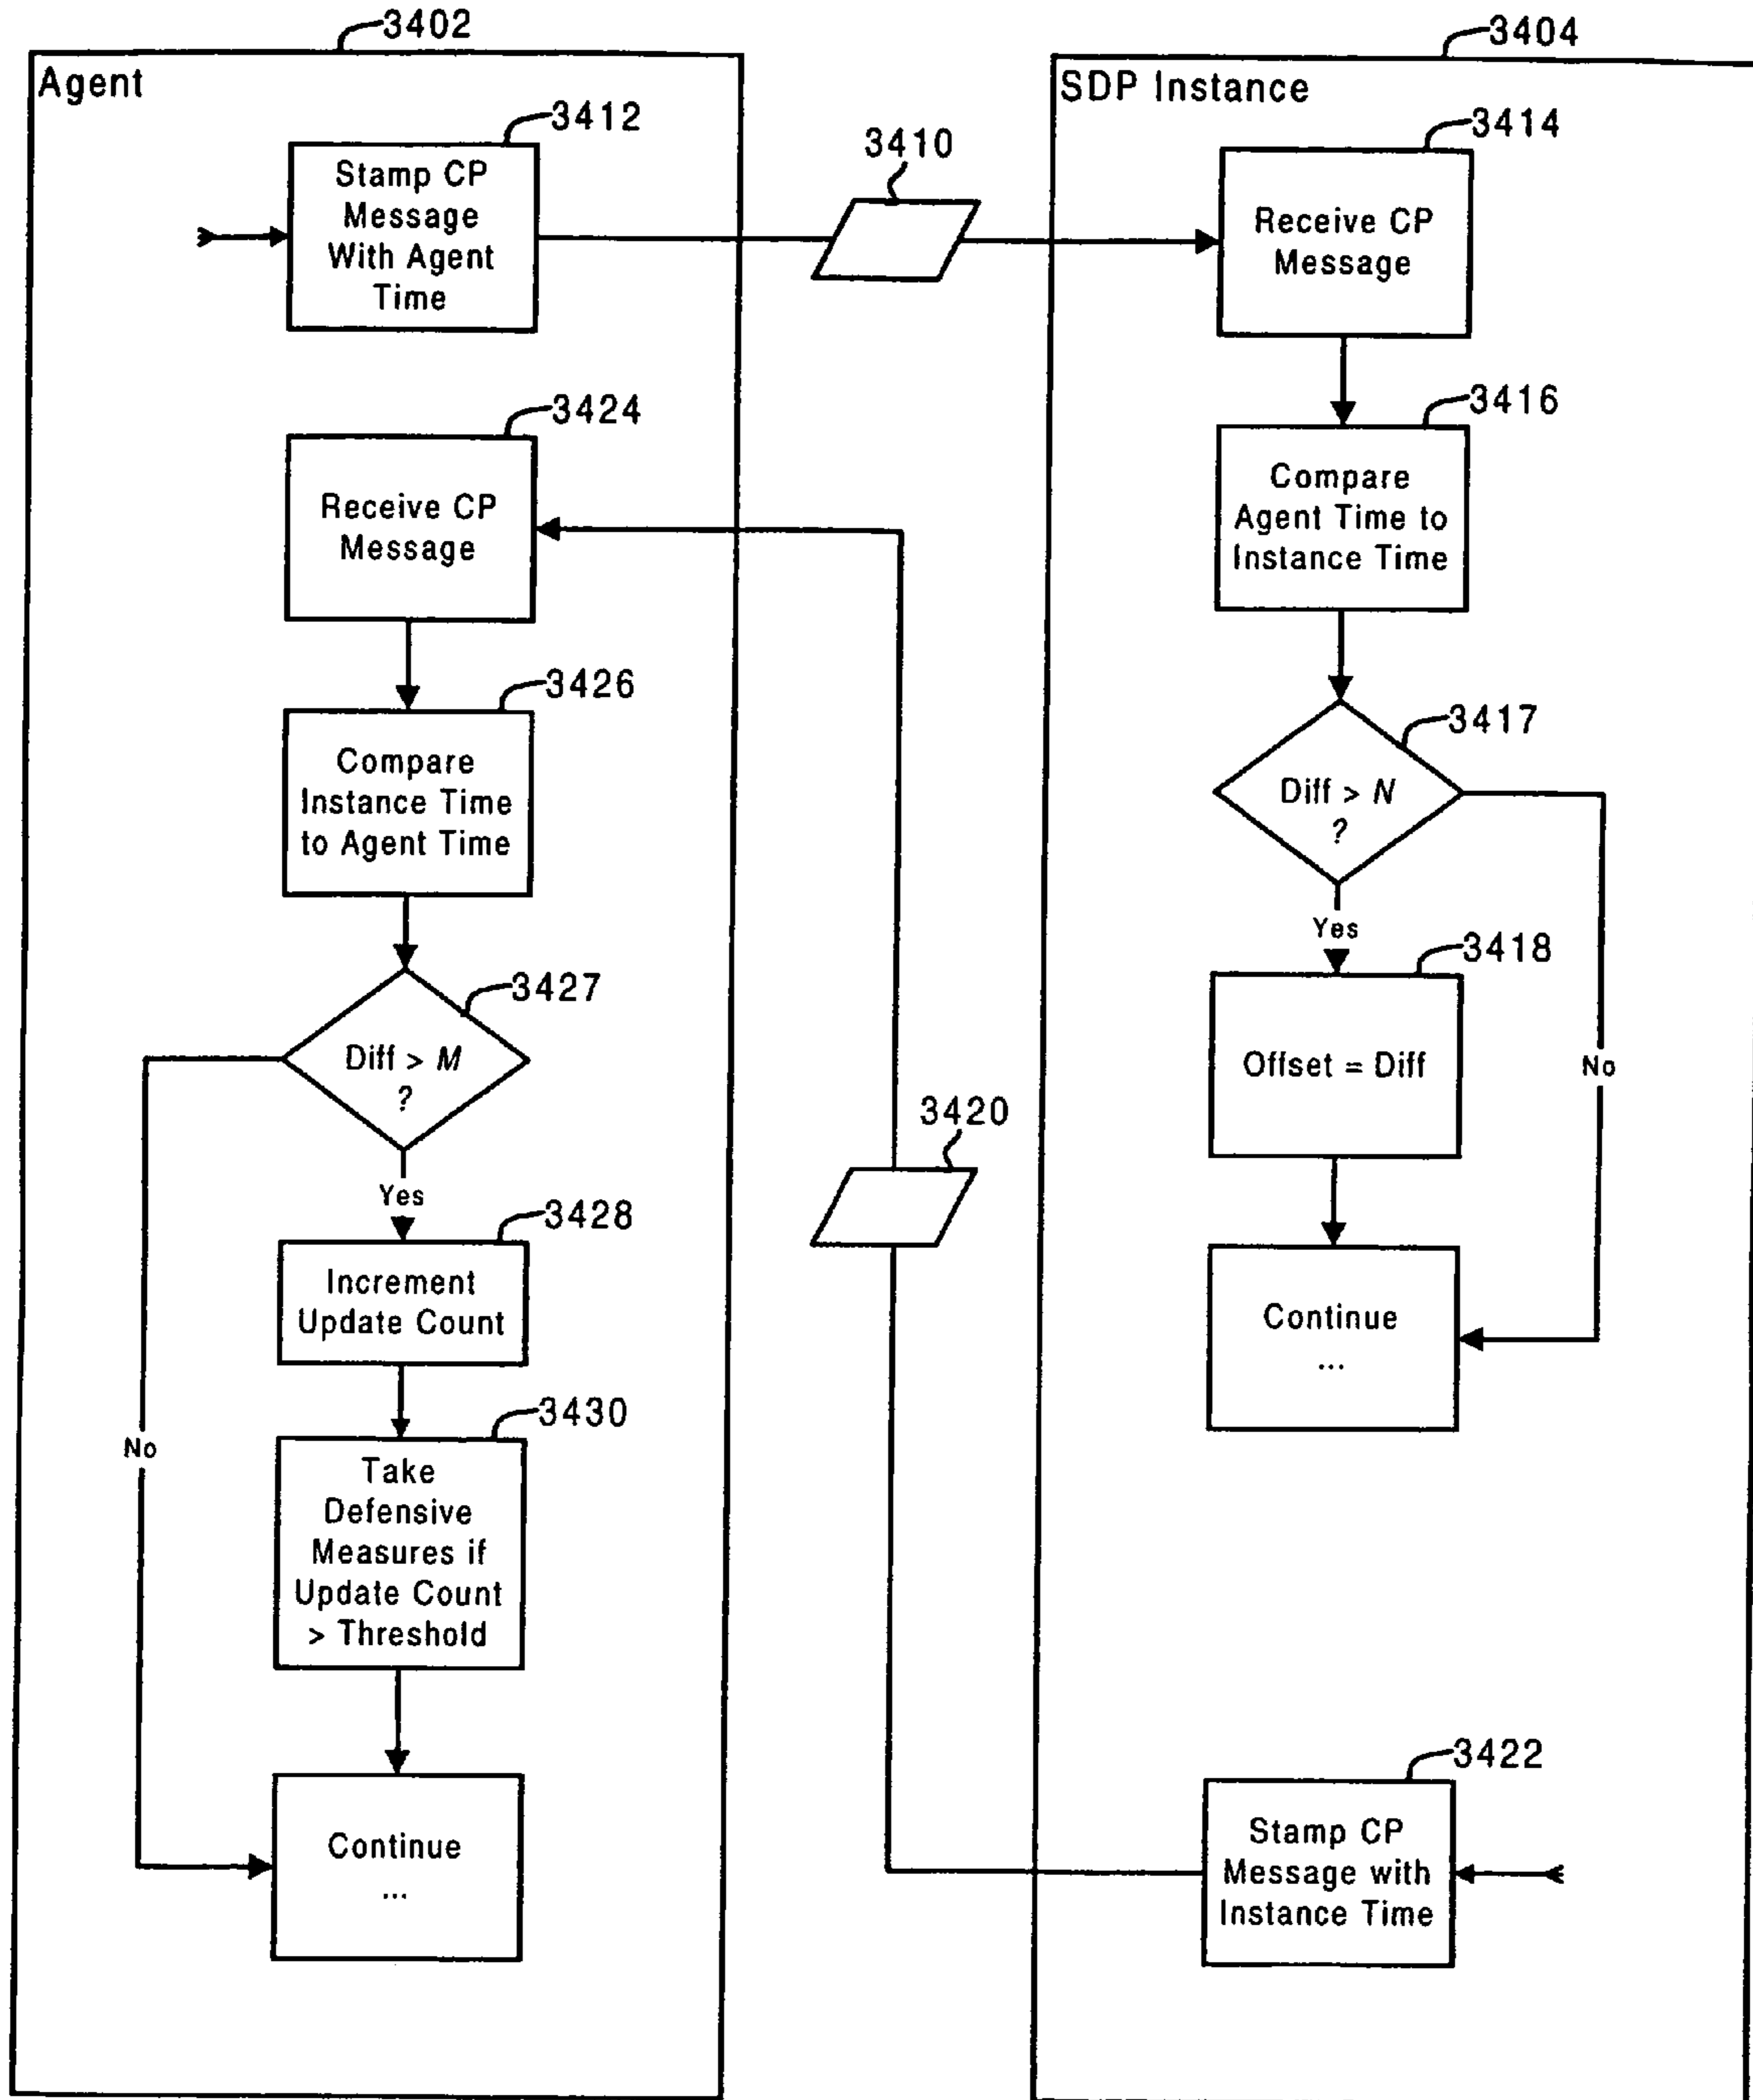 3402
Agent
3412
Stamp CP
Message
With Agent
Time
3424
Receive CP
Message
3426
Compare
Instance Time
to Agent Time
3427
Diff > M
?
Yes
No
3428
Increment
Update Count
3430
Take
Defensive
Measures if
Update Count
> Threshold
Continue
...
3410
3420
3404
SDP Instance
3414
Receive CP
Message
3416
Compare
Agent Time to
Instance Time
3417
Diff > N
?
Yes
No
3418
Offset = Diff
Continue
...
3422
Stamp CP
Message with
Instance Time